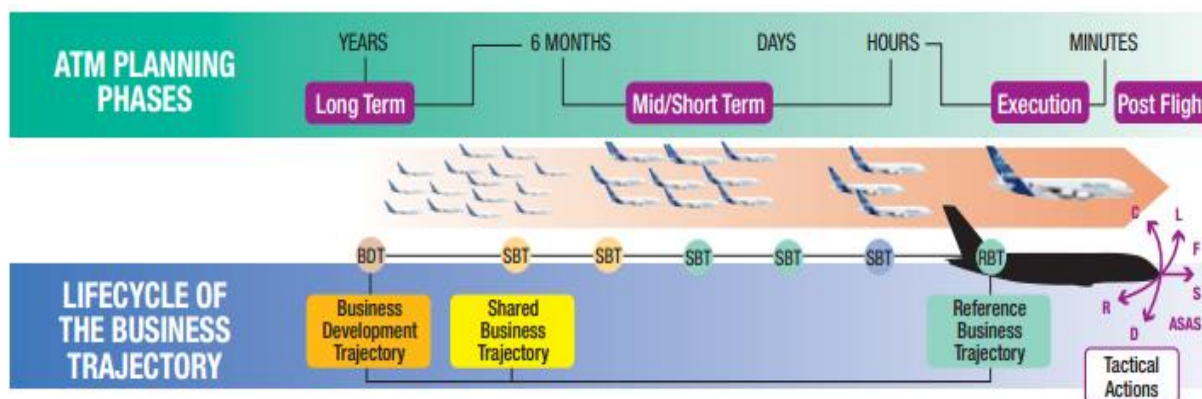 ATM PLANNING
PHASES
YEARS
6 MONTHS
DAYS
HOURS
MINUTES
Long Term
Mid/Short Term
Execution
Post Fligh
BDT
SBT
SBT
SBT
SBT
SBT
RBT
C
L
F
S
R
D
ASAS
LIFECYCLE OF
THE BUSINESS
TRAJECTORY
Business
Development
Trajectory
Shared
Business
Trajectory
Reference
Business
Trajectory
Tactical
Actions